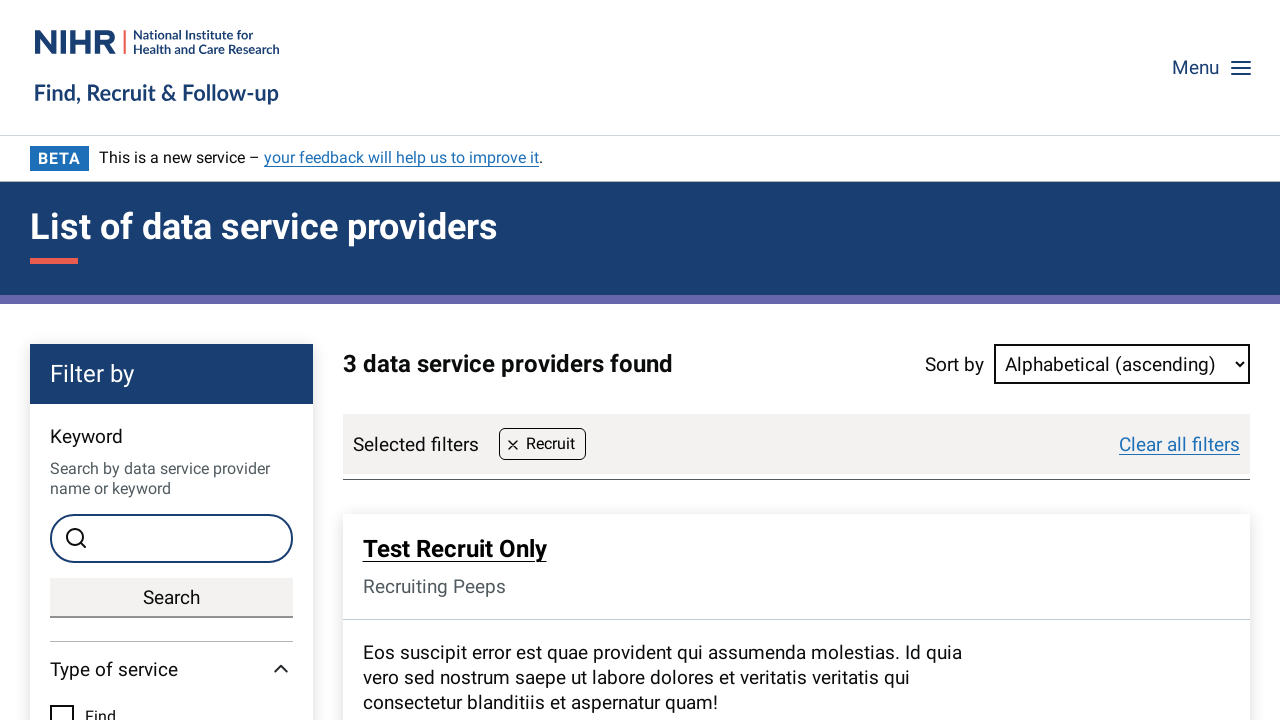 NIHR | National Institute for
Health and Care Research
Find, Recruit & Follow-up
Menu
BETA This is a new service – your feedback will help us to improve it.
List of data service providers
Filter by
Keyword
Search by data service provider
name or keyword
Search
Type of service
Find
3 data service providers found
Sort by Alphabetical (ascending)
Selected filters Recruit Clear all filters
Test Recruit Only
Recruiting Peeps
Eos suscipit error est quae provident qui assumenda molestias. Id quia
vero sed nostrum saepe ut labore dolores et veritatis veritatis qui
consectetur blanditiis et aspernatur quam!